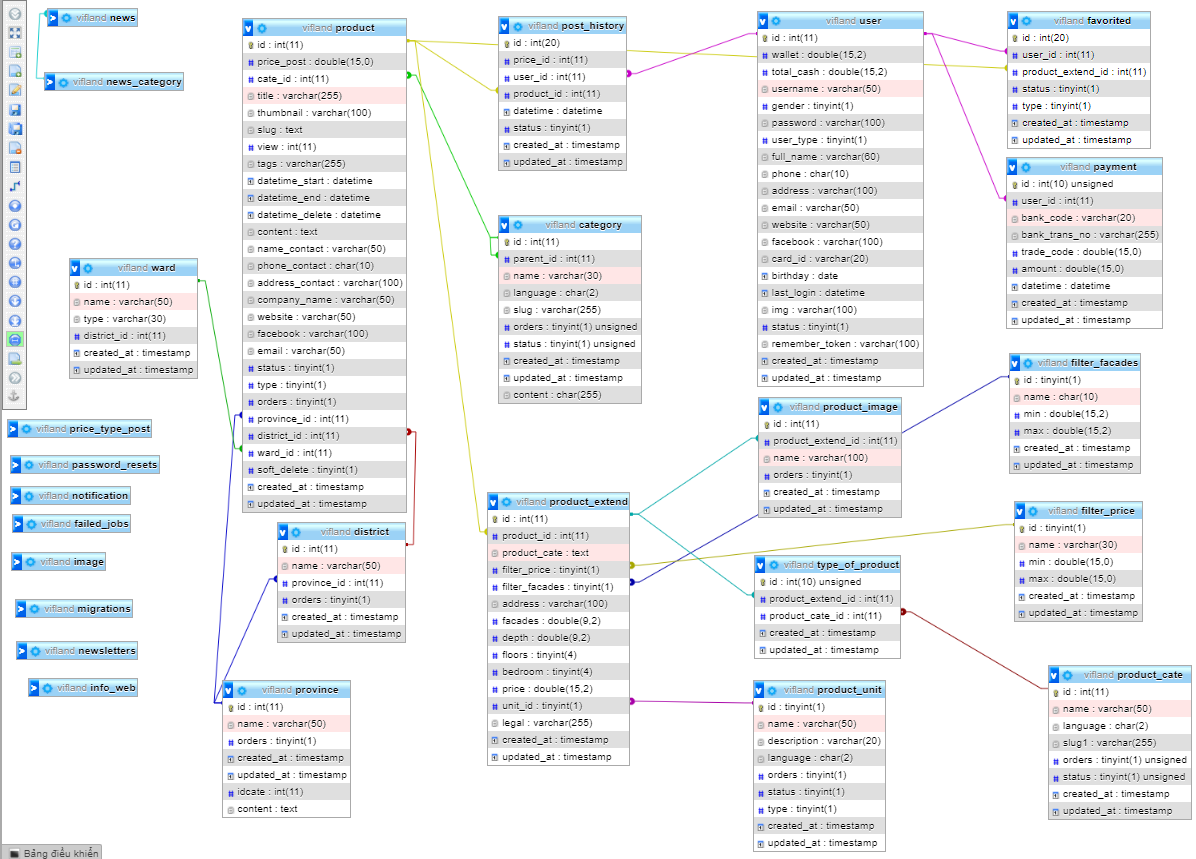 vifland news
vifland news_category
vifland product
id : int(11)
price_post : double(15,0)
cate_id : int(11)
title : varchar(255)
thumbnail : varchar(100)
slug : text
view : int(11)
tags : varchar(255)
datetime_start : datetime
datetime_end : datetime
datetime_delete : datetime
content : text
name_contact : varchar(50)
phone_contact : char(10)
address_contact : varchar(100)
company_name : varchar(50)
website : varchar(50)
facebook : varchar(100)
email : varchar(50)
status : tinyint(1)
type : tinyint(1)
orders : tinyint(1)
province_id : int(11)
district_id : int(11)
ward_id : int(11)
soft_delete : tinyint(1)
created_at : timestamp
updated_at : timestamp
vifland post_history
id : int(20)
price_id : int(11)
user_id : int(11)
product_id : int(11)
datetime : datetime
status : tinyint(1)
created_at : timestamp
updated_at : timestamp
vifland user
id : int(11)
wallet : double(15,2)
total_cash : double(15,2)
username : varchar(50)
gender : tinyint(1)
password : varchar(100)
user_type : tinyint(1)
full_name : varchar(60)
phone : char(10)
address : varchar(100)
email : varchar(50)
website : varchar(50)
facebook : varchar(100)
card_id : varchar(20)
birthday : date
last_login : datetime
img : varchar(100)
status : tinyint(1)
remember_token : varchar(100)
created_at : timestamp
updated_at : timestamp
vifland favorited
id : int(20)
user_id : int(11)
product_extend_id : int(11)
status : tinyint(1)
type : tinyint(1)
created_at : timestamp
updated_at : timestamp
vifland payment
id : int(10) unsigned
user_id : int(11)
bank_code : varchar(20)
bank_trans_no : varchar(255)
trade_code : double(15,0)
amount : double(15,0)
datetime : datetime
created_at : timestamp
updated_at : timestamp
vifland category
id : int(11)
parent_id : int(11)
name : varchar(30)
language : char(2)
slug : varchar(255)
orders : tinyint(1) unsigned
status : tinyint(1) unsigned
created_at : timestamp
updated_at : timestamp
content : char(255)
vifland ward
id : int(11)
name : varchar(50)
type : varchar(30)
district_id : int(11)
created_at : timestamp
updated_at : timestamp
vifland filter_facades
id : tinyint(1)
name : char(10)
min : double(15,2)
max : double(15,2)
created_at : timestamp
updated_at : timestamp
vifland product_image
id : int(11)
product_extend_id : int(11)
name : varchar(100)
orders : tinyint(1)
created_at : timestamp
updated_at : timestamp
vifland price_type_post
vifland password_resets
vifland notification
vifland failed_jobs
vifland image
vifland migrations
vifland newsletters
vifland info_web
vifland product_extend
id : int(11)
product_id : int(11)
product_cate : text
filter_price : tinyint(1)
filter_facades : tinyint(1)
address : varchar(100)
facades : double(9,2)
depth : double(9,2)
floors : tinyint(4)
bedroom : tinyint(4)
price : double(15,2)
unit_id : tinyint(1)
legal : varchar(255)
created_at : timestamp
updated_at : timestamp
vifland filter_price
id : tinyint(1)
name : varchar(30)
min : double(15,0)
max : double(15,0)
created_at : timestamp
updated_at : timestamp
vifland district
id : int(11)
name : varchar(50)
province_id : int(11)
orders : tinyint(1)
created_at : timestamp
updated_at : timestamp
vifland type_of_product
id : int(10) unsigned
product_extend_id : int(11)
product_cate_id : int(11)
created_at : timestamp
updated_at : timestamp
vifland province
id : int(11)
name : varchar(50)
orders : tinyint(1)
created_at : timestamp
updated_at : timestamp
idcate : int(11)
content : text
vifland product_unit
id : tinyint(1)
name : varchar(50)
description : varchar(20)
language : char(2)
orders : tinyint(1)
status : tinyint(1)
type : tinyint(1)
created_at : timestamp
updated_at : timestamp
vifland product_cate
id : int(11)
name : varchar(50)
language : char(2)
slug1 : varchar(255)
orders : tinyint(1) unsigned
status : tinyint(1) unsigned
created_at : timestamp
updated_at : timestamp
Bảng điều khiển